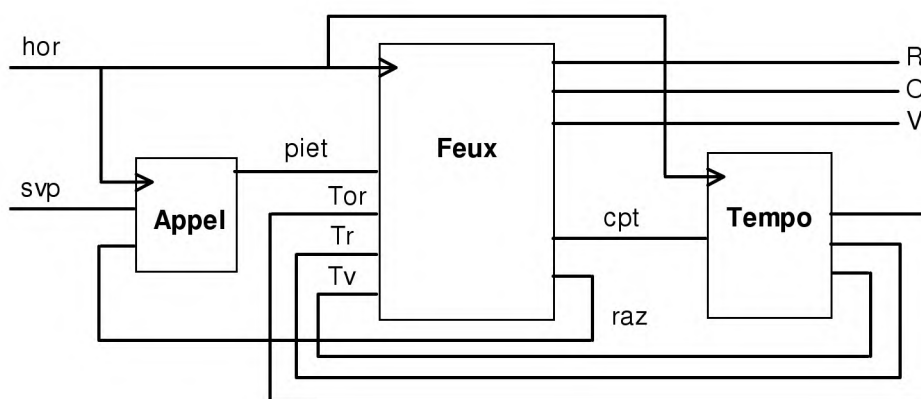 hor
R
O
V
piet
Feux
svp
Appel
Tor
cpt
Tempo
Tr
Tv
raz